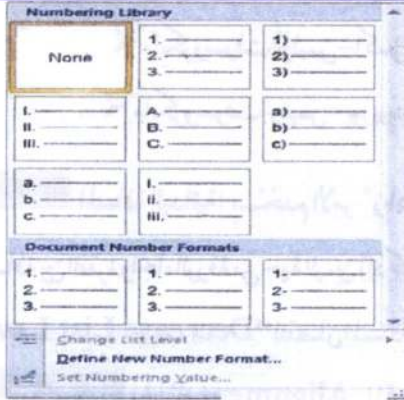 Numbering Library
None
1.
2.
3.
1)
2)
3)
I.
II.
III.
A.
B.
C.
a)
b)
c)
a.
b.
c.
i.
ii.
iii.
Document Number Formats
1.
2.
3.
1.
2.
3.
1-
2-
3-
Change List Level
Define New Number Format...
Set Numbering Value...